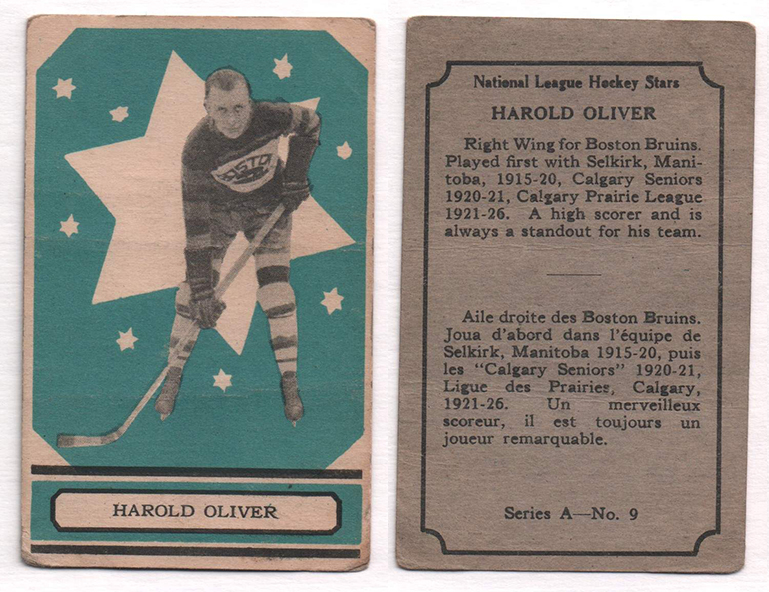 BOSTON
HAROLD OLIVER
National League Hockey Stars
HAROLD OLIVER
Right Wing for Boston Bruins.
Played first with Selkirk, Mani-
toba, 1915-20, Calgary Seniors
1920-21, Calgary Prairie League
1921-26. A high scorer and is
always a standout for his team.
Aile droite des Boston Bruins.
Joua d'abord dans l'équipe de
Selkirk, Manitoba 1915-20, puis
les "Calgary Seniors" 1920-21,
Ligue des Prairies, Calgary,
1921-26. Un merveilleux
scoreur, il est toujours un
joueur remarquable.
Series A—No. 9